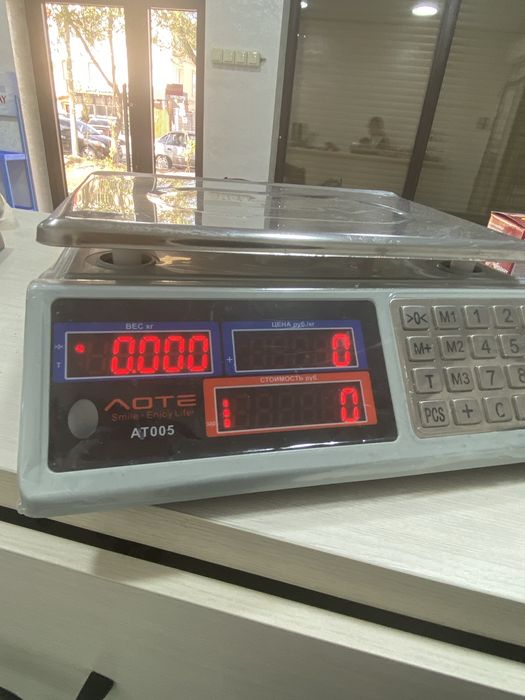 ВЕС кг
ЦЕНА руб./кг
0.000
0
СТОИМОСТЬ руб.
0
AOTE
Smile - Enjoy Life
AT005
>0< M1 1 2
M+ M2 4 5
T M3 7 8
PCS + C